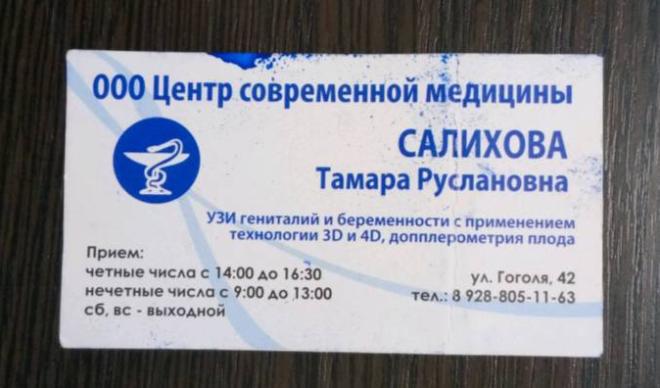 ООО Центр современной медицины
САЛИХОВА
Тамара Руслановна
УЗИ гениталий и беременности с применением
технологии 3D и 4D, допплерометрия плода
Прием:
четные числа с 14:00 до 16:30
нечетные числа с 9:00 до 13:00
сб, вс - выходной
ул. Гоголя, 42
тел.: 8 928-805-11-63